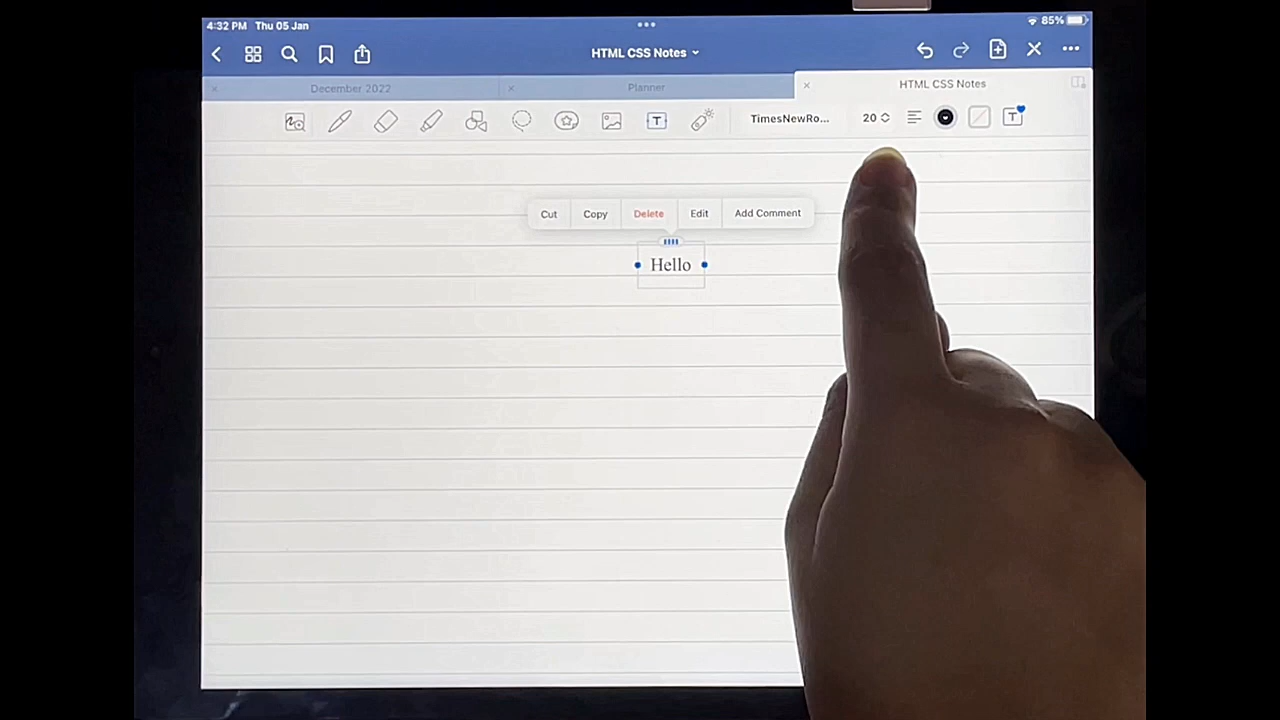 4:32 PM Thu 05 Jan
85%
HTML CSS Notes
December 2022
Planner
HTML CSS Notes
T
TimesNewRo...
20
T
Cut
Copy
Delete
Edit
Add Comment
Hello